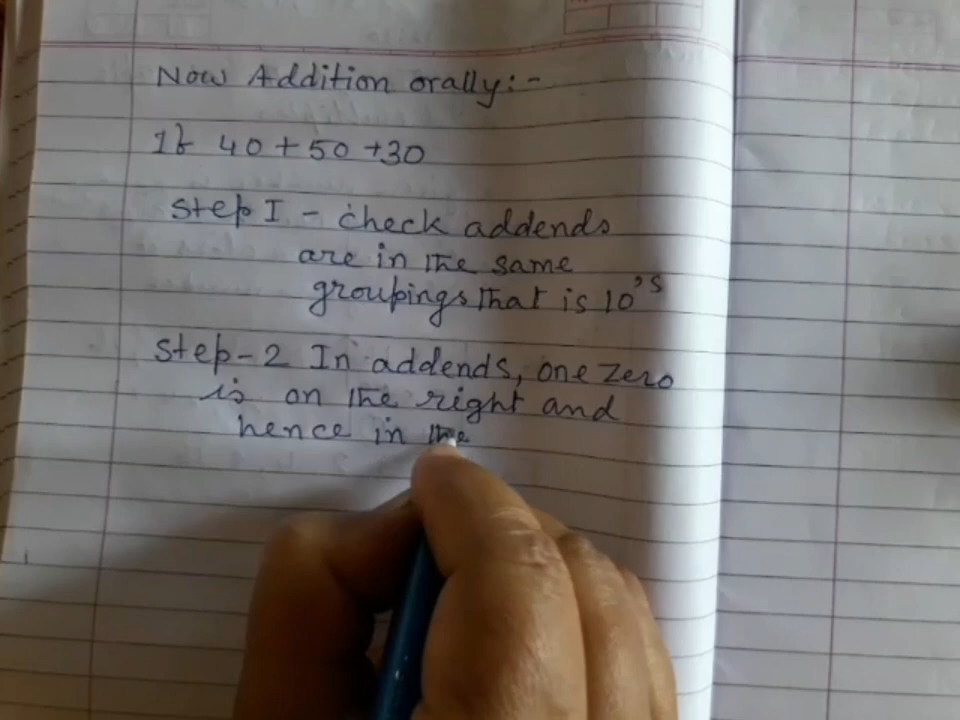 Now Addition orally:-
If 40+50+30
Step I - check addends
are in the same
groupings that is 10's
Step-2 In addends, one zero
is on the right and
hence in the